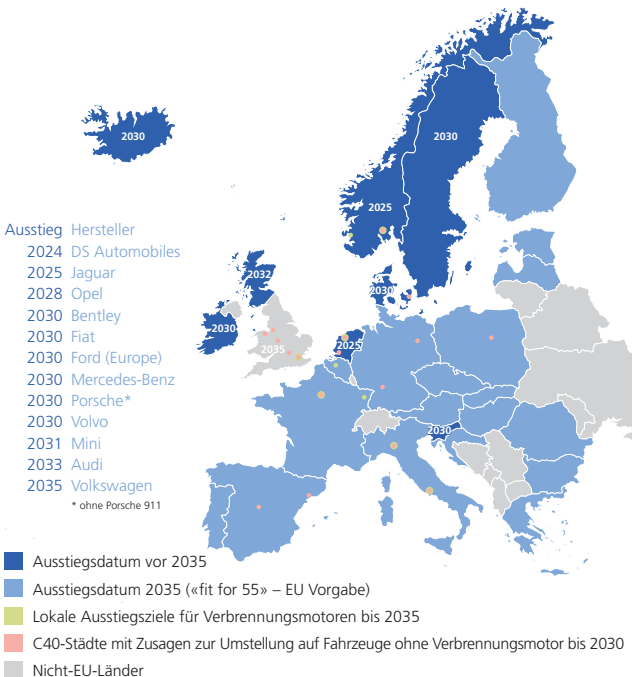 2030
2030
2025
Ausstieg Hersteller
2024 DS Automobiles
2025 Jaguar
2028 Opel
2030 Bentley
2030 Fiat
2030 Ford (Europe)
2030 Mercedes-Benz
2030 Porsche*
2030 Volvo
2031 Mini
2033 Audi
2035 Volkswagen
* ohne Porsche 911
2032
2030
2030
2035
2025
2030
Ausstiegsdatum vor 2035
Ausstiegsdatum 2035 («fit for 55» – EU Vorgabe)
Lokale Ausstiegsziele für Verbrennungsmotoren bis 2035
C40-Städte mit Zusagen zur Umstellung auf Fahrzeuge ohne Verbrennungsmotor bis 2030
Nicht-EU-Länder